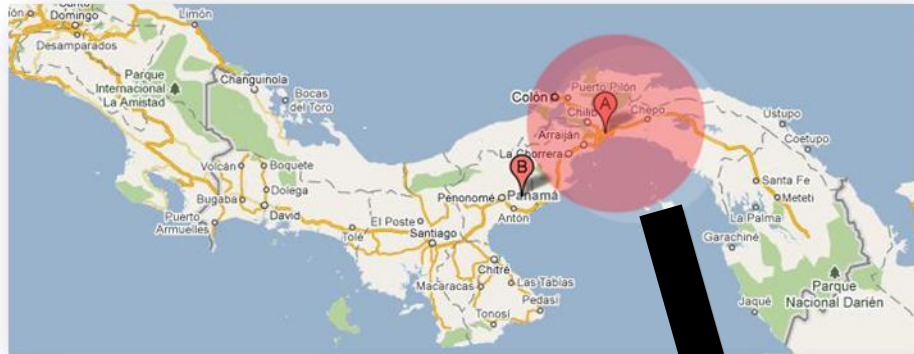 Limón
Domingo
Desamparados
Parque
Internacional
La Amistad
Changuinola
Bocas
del Toro
Colón
Puerto Pilón
A
Chepo
Ustupo
Coetupo
Arraiján
La Chorrera
Volcán
Boquete
B
Santa Fe
Bugaba
Dolega
Penonomé
Panamá
Meteti
Puerto
Armuelles
David
El Poste
Antón
La Palma
Tolé
Santiago
Garachiné
Chitré
Macaracas
Las Tablas
Parque
Nacional Darién
Pedasí
Jaqué
Tonosí